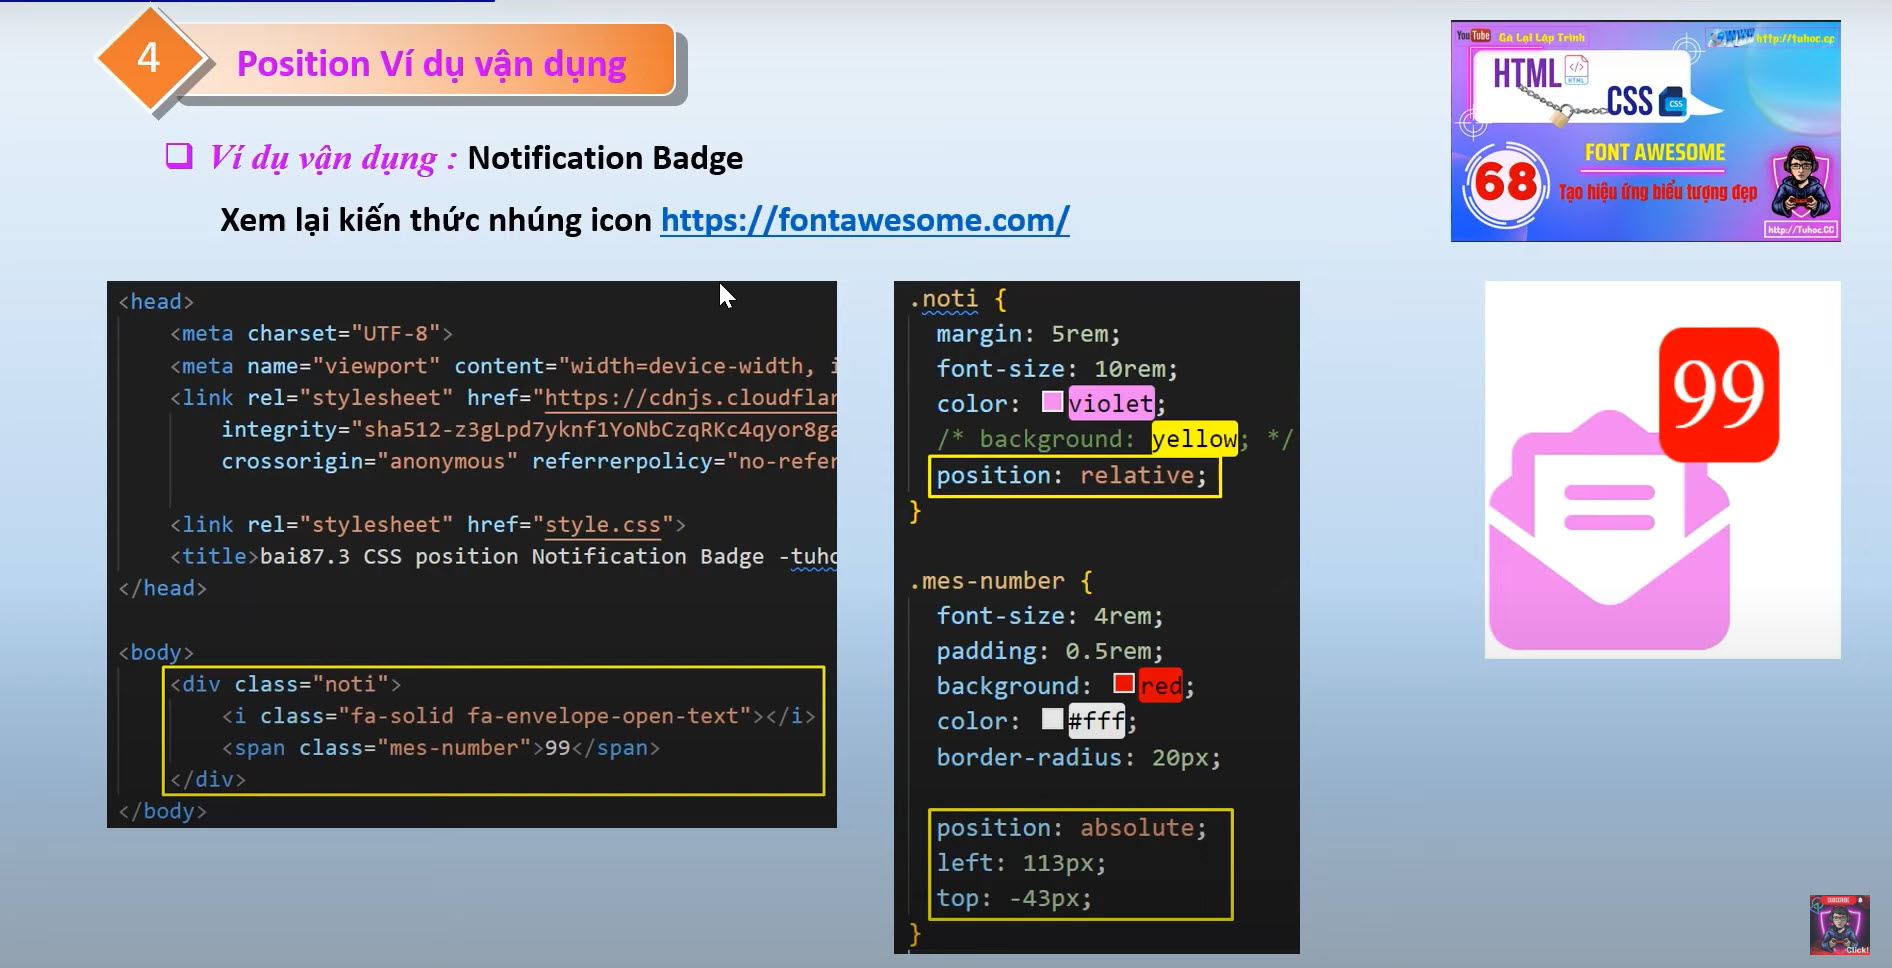 4
Position Ví dụ vận dụng
Ví dụ vận dụng : Notification Badge
Xem lại kiến thức nhúng icon https://fontawesome.com/
YouTube Gà Lại Lập Trình
WWW http://tuhoc.cc
HTML
HTML
CSS
CSS
FONT AWESOME
68
Tạo hiệu ứng biểu tượng đẹp
http://Tuhoc.CC
<head>
<meta charset="UTF-8">
<meta name="viewport" content="width=device-width, i
<link rel="stylesheet" href="https://cdnjs.cloudflar
integrity="sha512-z3gLpd7yknf1YoNbCzqRKc4qyor8ga
crossorigin="anonymous" referrerpolicy="no-refer
<link rel="stylesheet" href="style.css">
<title>bai87.3 CSS position Notification Badge -tuho
</head>
<body>
<div class="noti">
<i class="fa-solid fa-envelope-open-text"></i>
<span class="mes-number">99</span>
</div>
</body>
.noti {
margin: 5rem;
font-size: 10rem;
color: violet;
/* background: yellow; */
position: relative;
}
.mes-number {
font-size: 4rem;
padding: 0.5rem;
background: red;
color: #fff;
border-radius: 20px;
position: absolute;
left: 113px;
top: -43px;
}
99
SUBSCRIBE
Click!